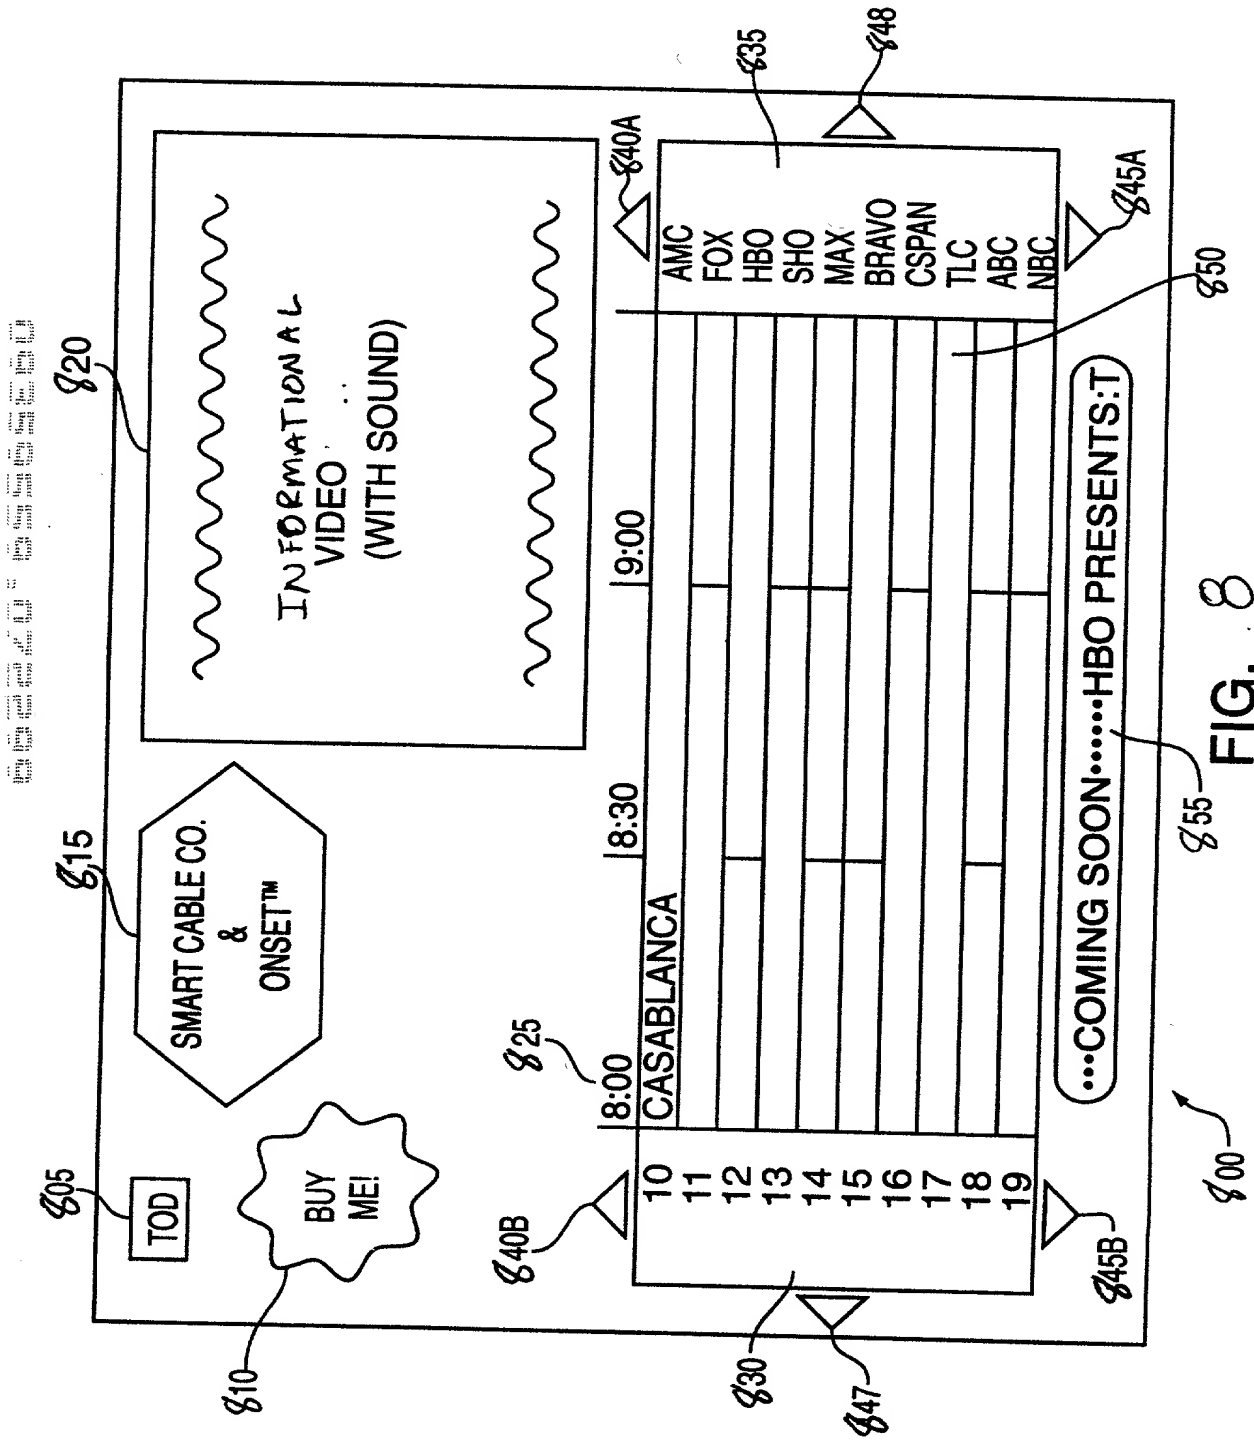 805
TOD
810
BUY
ME!
815
SMART CABLE CO.
&
ONSET™
820
INFORMATIONAL
VIDEO
(WITH SOUND)
825
8:00
8:30
9:00
840B
840A
830
835
847
848
10 CASABLANCA AMC
11 FOX
12 HBO
13 SHO
14 MAX
15 BRAVO
16 CSPAN
17 TLC
18 ABC
19 NBC
845B
845A
850
•••COMING SOON••••••HBO PRESENTS:T
855
800
FIG. 8